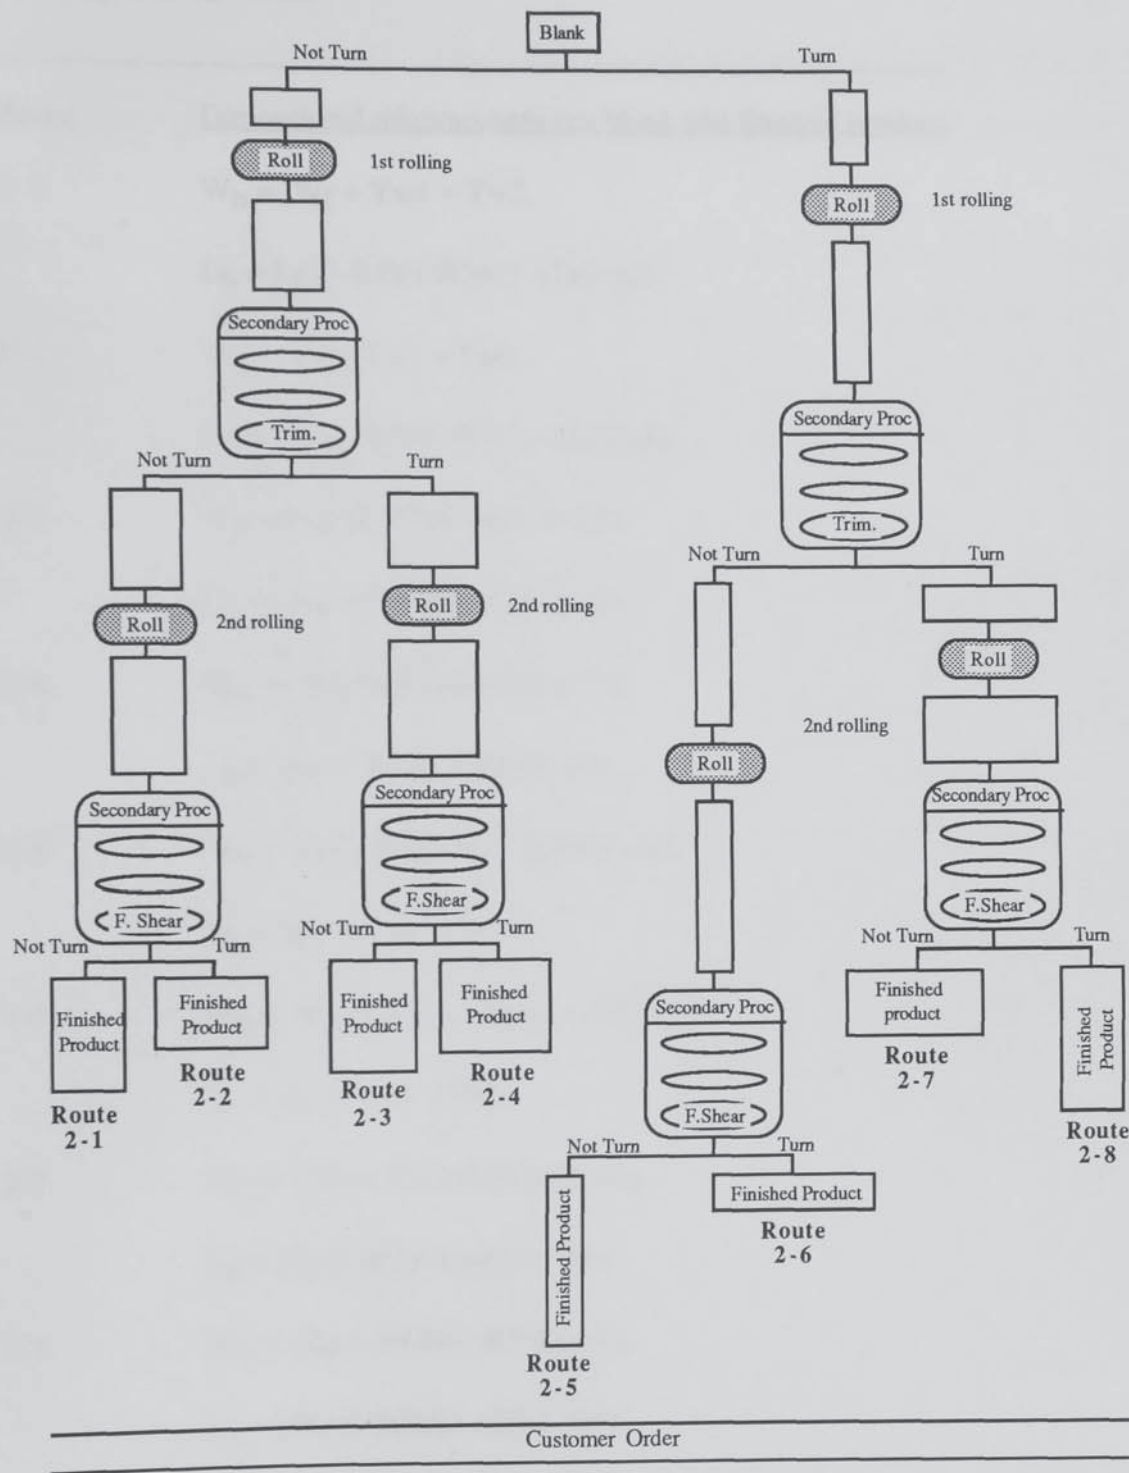 Blank
Not Turn
Turn
Roll
1st rolling
Roll
1st rolling
Secondary Proc
Trim.
Secondary Proc
Trim.
Not Turn
Turn
Not Turn
Turn
Roll
2nd rolling
Roll
2nd rolling
Roll
2nd rolling
Roll
Secondary Proc
F. Shear
Secondary Proc
F.Shear
Secondary Proc
F.Shear
Not Turn
Turn
Not Turn
Turn
Not Turn
Turn
Finished
Product
Route
2-1
Finished
Product
Route
2-2
Finished
Product
Route
2-3
Finished
Product
Route
2-4
Secondary Proc
F.Shear
Finished
product
Route
2-7
Finished
Product
Route
2-8
Not Turn
Turn
Finished Product
Route
2-5
Finished Product
Route
2-6
Customer Order